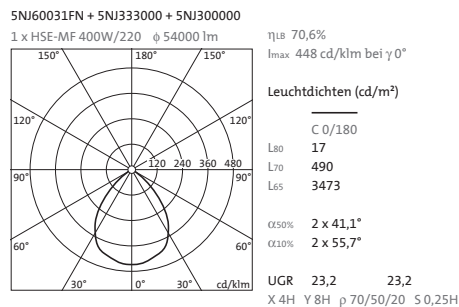 5NJ60031FN + 5NJ333000 + 5NJ300000
1 x HSE-MF 400W/220 ϕ 54000 lm
150° 180° 150°
120° 120°
120 240 360 480
90° 90°
60° 60°
30° 0° 30° cd/klm
ηLB 70,6%
Imax 448 cd/klm bei γ 0°
Leuchtdichten (cd/m²)
C 0/180
L80 17
L70 490
L65 3473
α50% 2 x 41,1°
α10% 2 x 55,7°
UGR 23,2 23,2
X 4H Y 8H ρ 70/50/20 S 0,25H